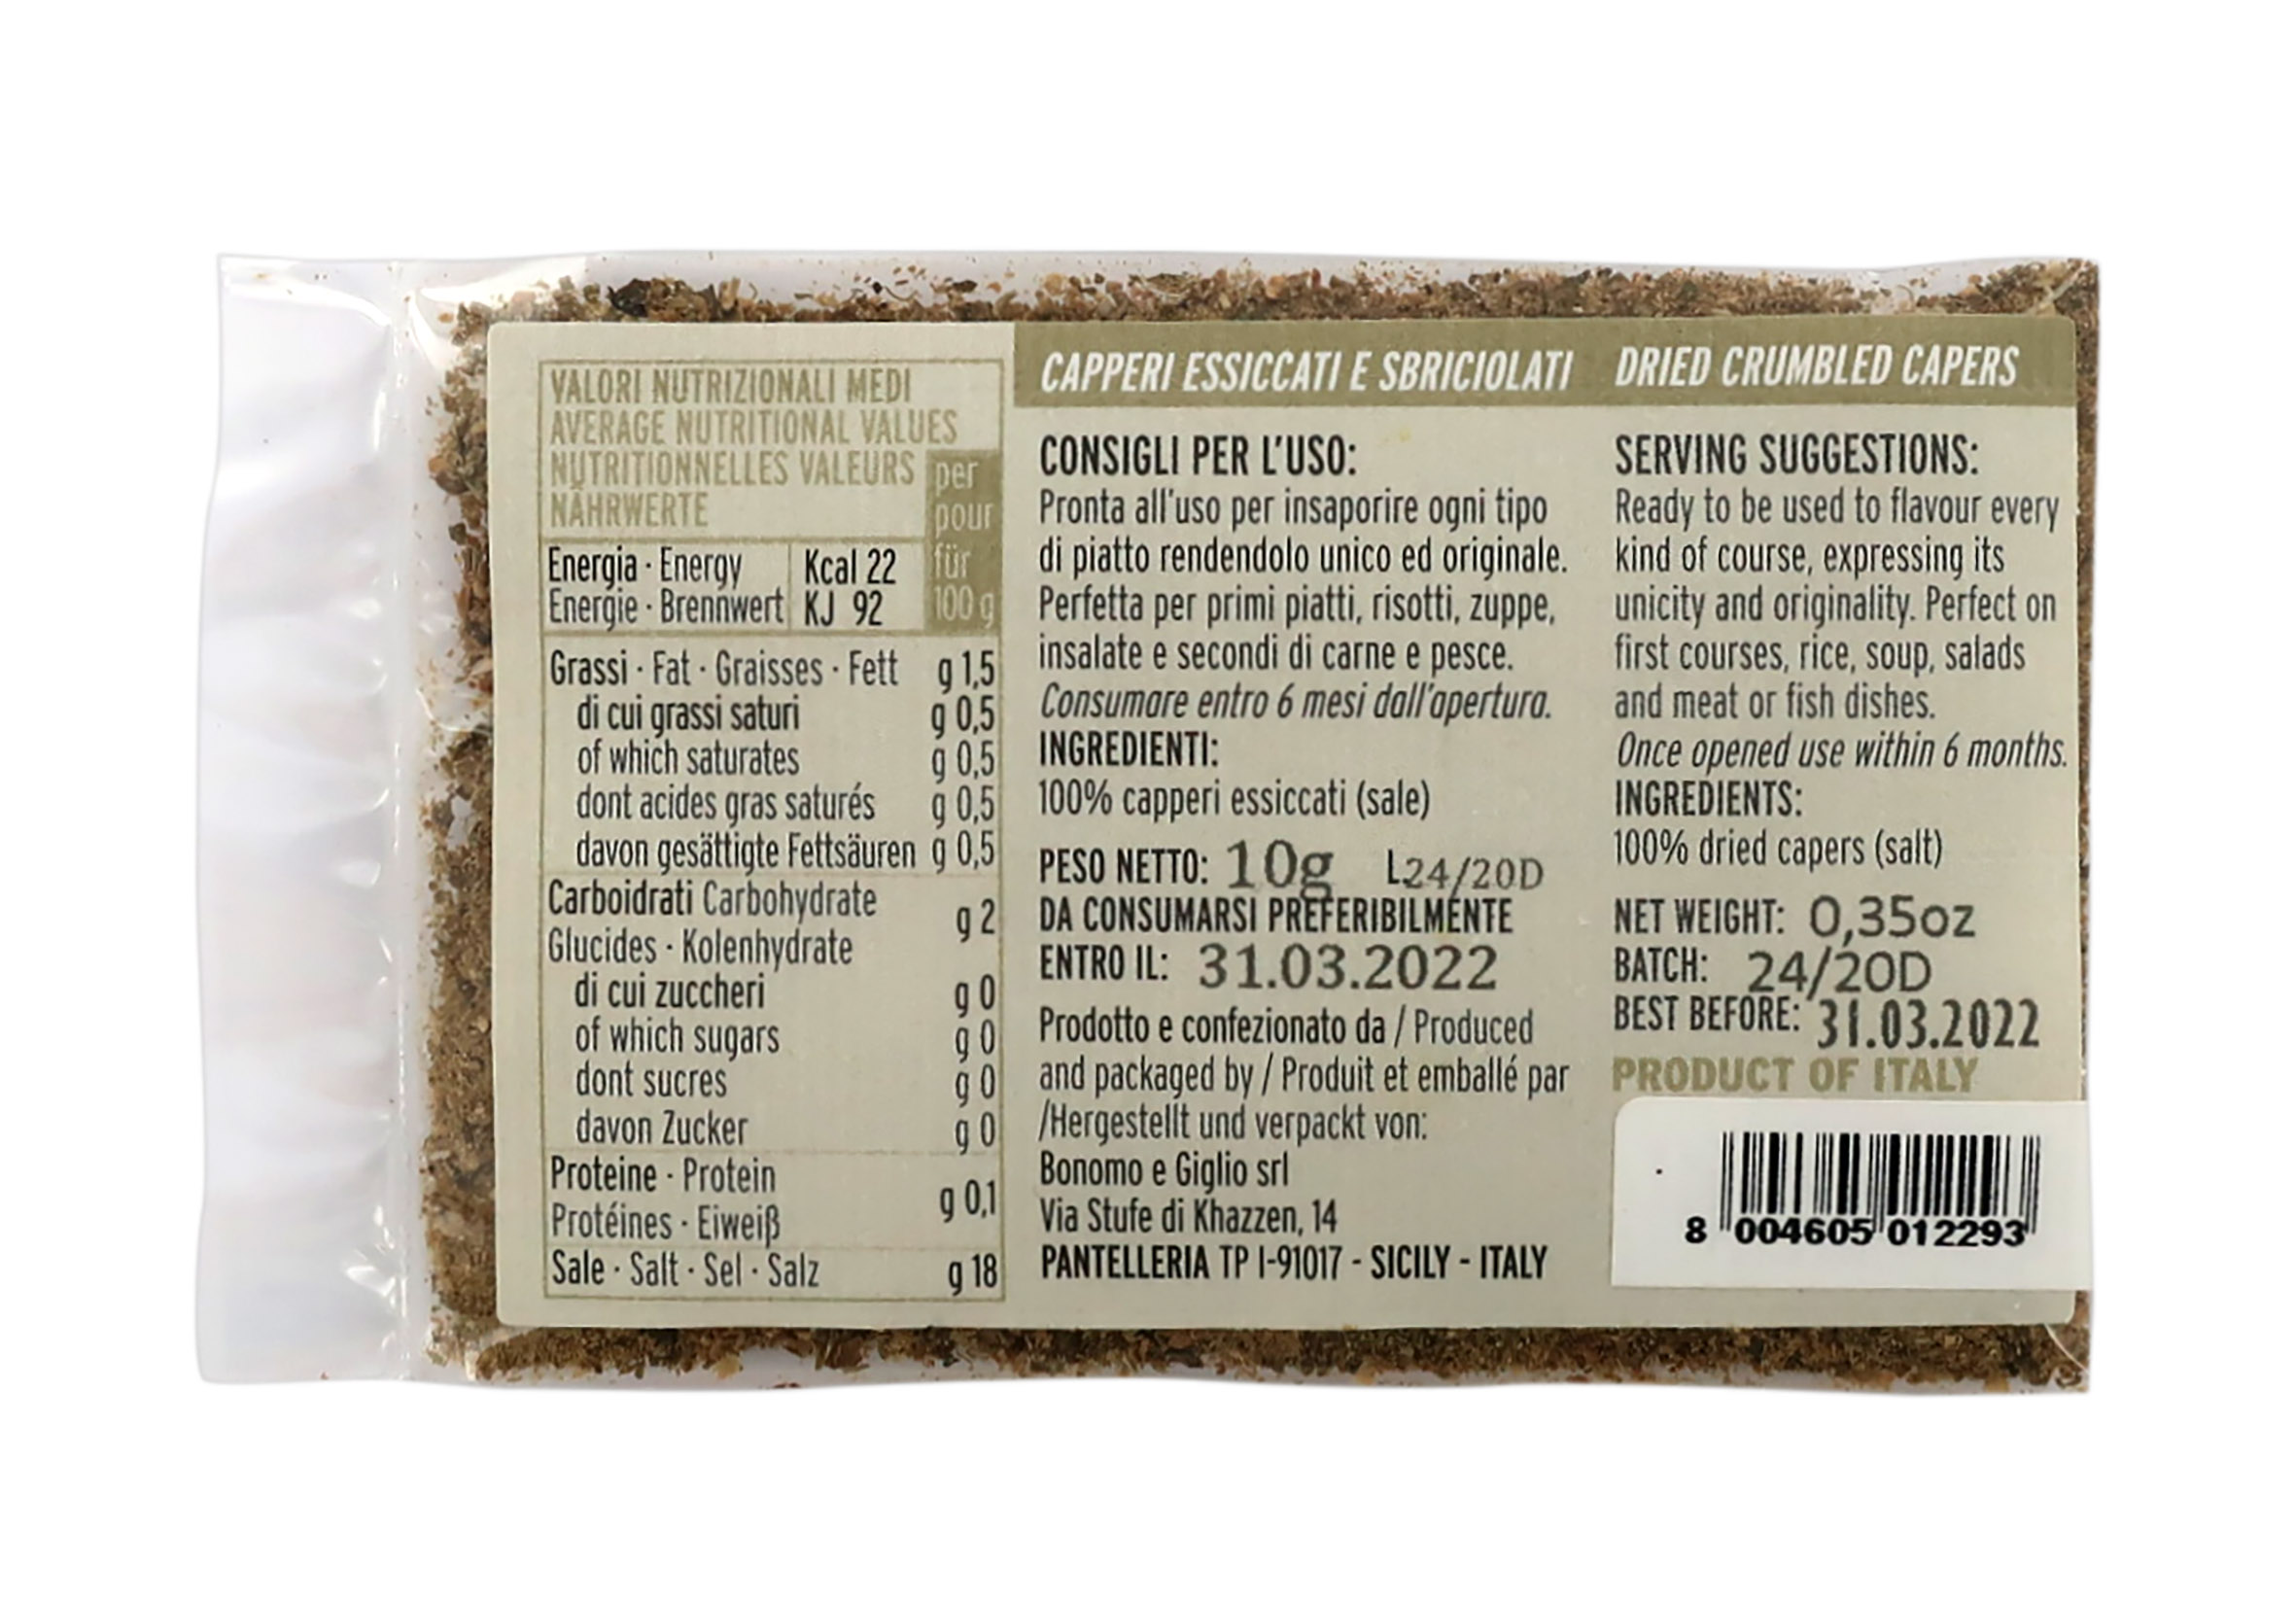 VALORI NUTRIZIONALI MEDI
AVERAGE NUTRITIONAL VALUES
NUTRITIONNELLES VALEURS
NÄHRWERTE
per
pour
für
100 g
Energia · Energy Kcal 22
Energie · Brennwert KJ 92
Grassi · Fat · Graisses · Fett g 1,5
di cui grassi saturi g 0,5
of which saturates g 0,5
dont acides gras saturés g 0,5
davon gesättigte Fettsäuren g 0,5
Carboidrati Carbohydrate
Glucides · Kolenhydrate
g 2
di cui zuccheri g 0
of which sugars g 0
dont sucres g 0
davon Zucker g 0
Proteine · Protein
Protéines · Eiweiß
g 0,1
Sale · Salt · Sel · Salz g 18
CAPPERI ESSICCATI E SBRICIOLATI
CONSIGLI PER L'USO:
Pronta all'uso per insaporire ogni tipo
di piatto rendendolo unico ed originale.
Perfetta per primi piatti, risotti, zuppe,
insalate e secondi di carne e pesce.
Consumare entro 6 mesi dall'apertura.
INGREDIENTI:
100% capperi essiccati (sale)
PESO NETTO: 10g L24/20D
DA CONSUMARSI PREFERIBILMENTE
ENTRO IL: 31.03.2022
Prodotto e confezionato da / Produced
and packaged by / Produit et emballé par
/Hergestellt und verpackt von:
Bonomo e Giglio srl
Via Stufe di Khazzen, 14
PANTELLERIA TP I-91017 - SICILY - ITALY
DRIED CRUMBLED CAPERS
SERVING SUGGESTIONS:
Ready to be used to flavour every
kind of course, expressing its
unicity and originality. Perfect on
first courses, rice, soup, salads
and meat or fish dishes.
Once opened use within 6 months.
INGREDIENTS:
100% dried capers (salt)
NET WEIGHT: 0,35oz
BATCH: 24/20D
BEST BEFORE: 31.03.2022
PRODUCT OF ITALY
8 004605 012293